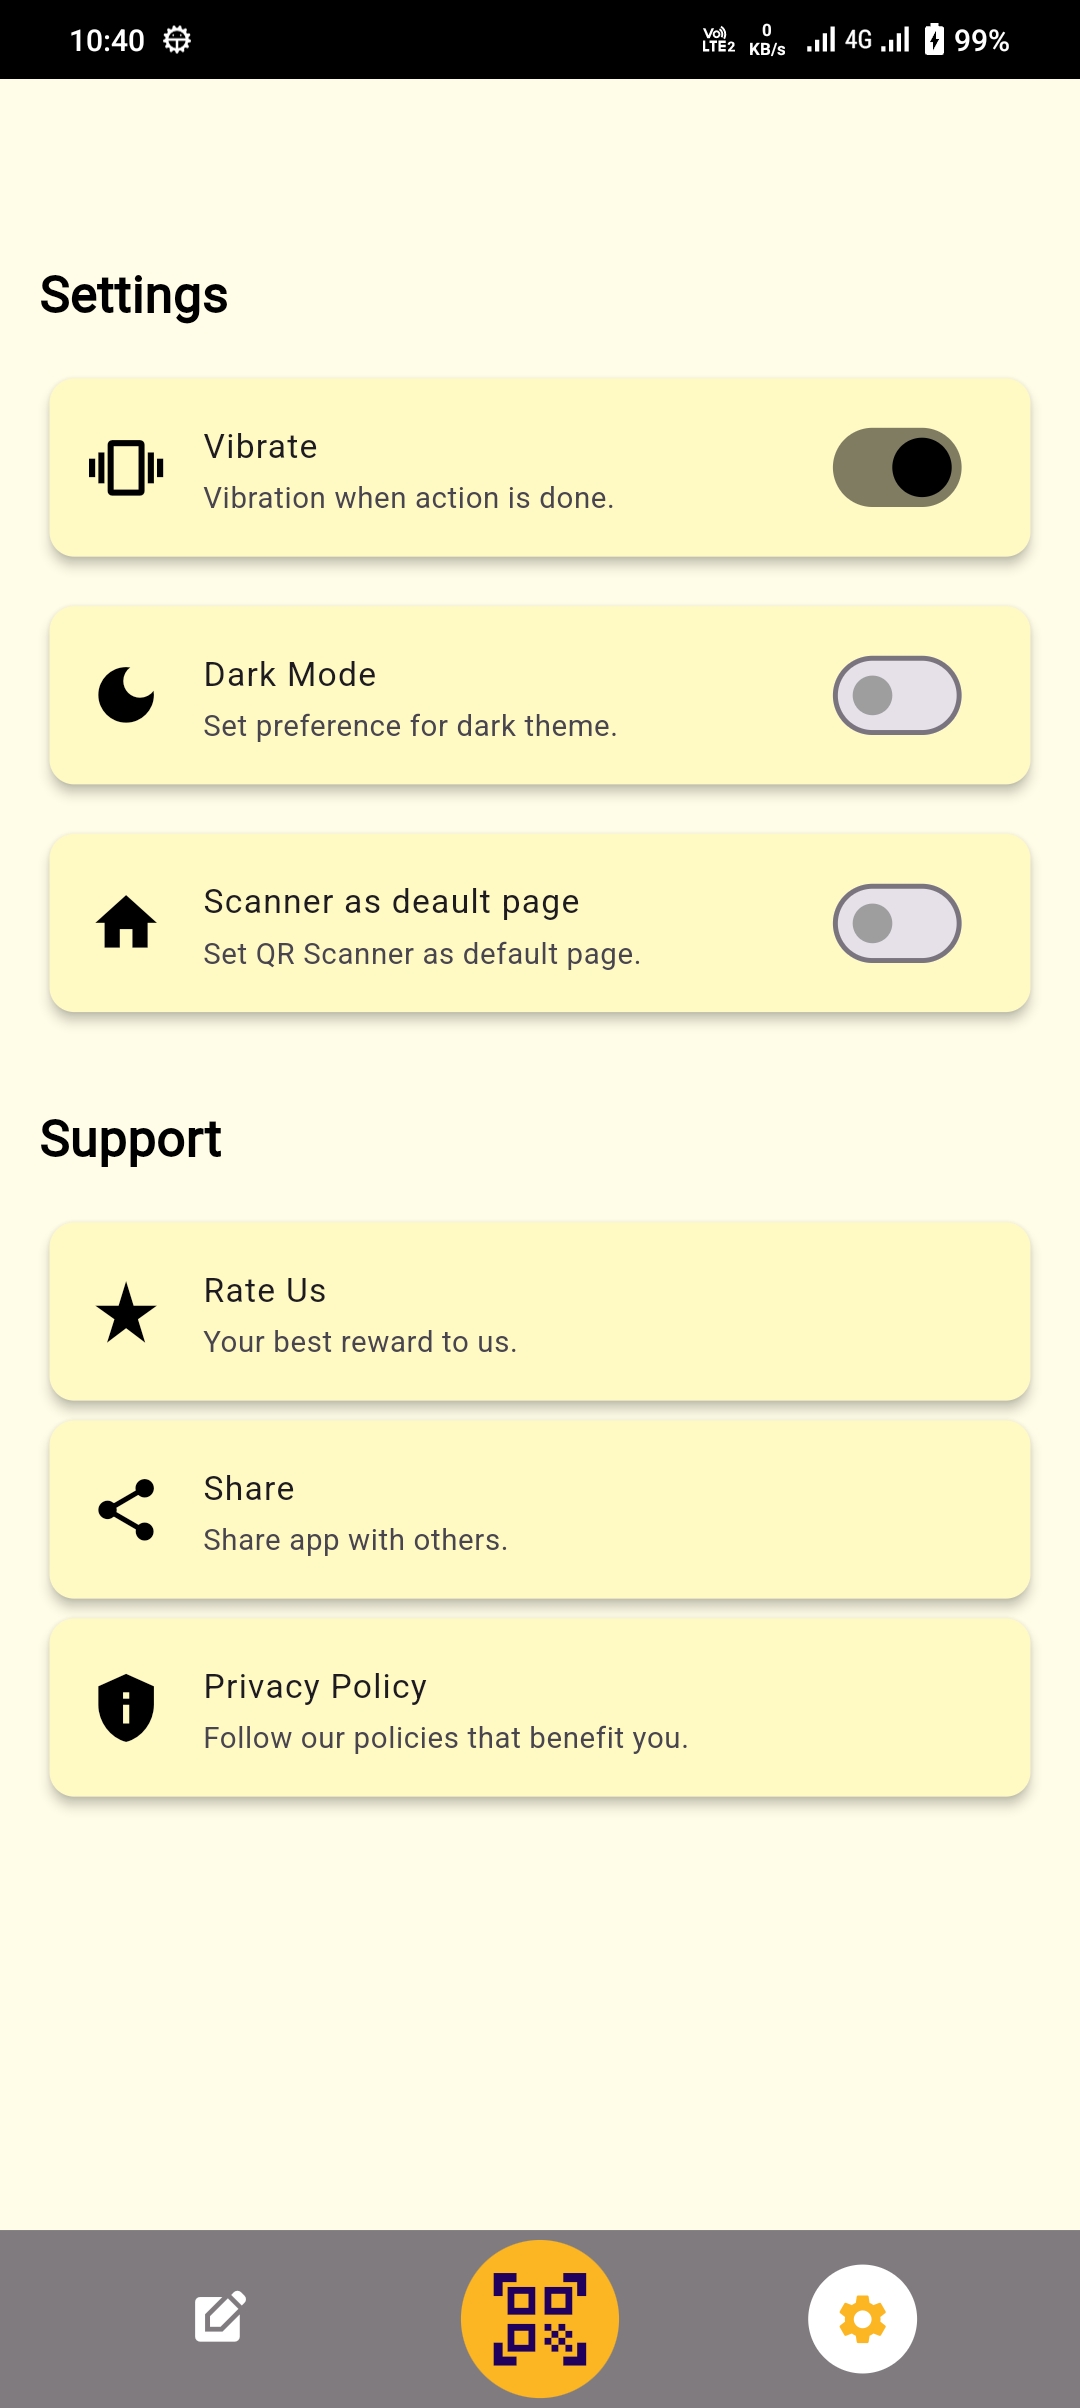 10:40
Vo)) LTE2
0 KB/s
4G
99%
Settings
Vibrate
Vibration when action is done.
Dark Mode
Set preference for dark theme.
Scanner as deault page
Set QR Scanner as default page.
Support
Rate Us
Your best reward to us.
Share
Share app with others.
Privacy Policy
Follow our policies that benefit you.